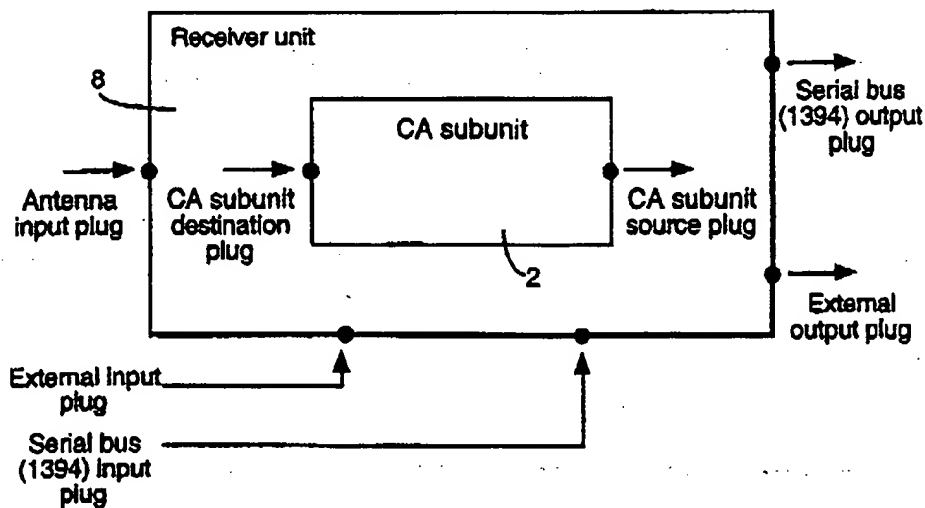 Receiver unit
8
CA subunit
Serial bus
(1394) output
plug
Antenna
input plug
CA subunit
destination
plug
CA subunit
source plug
2
External
output plug
External input
plug
Serial bus
(1394) input
plug